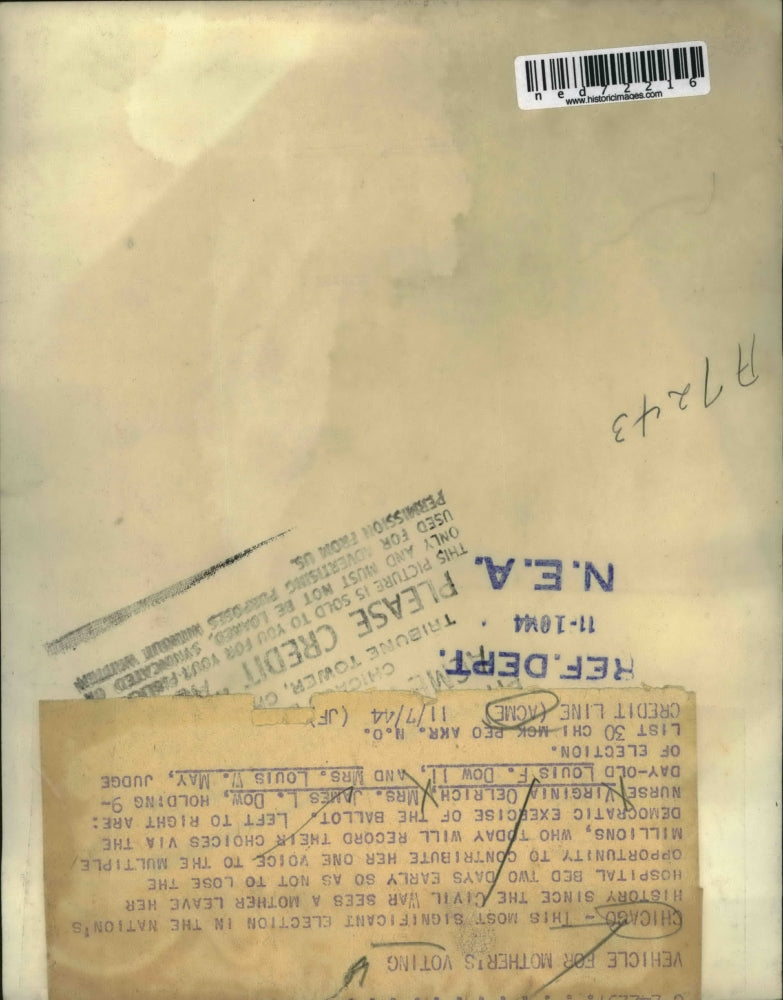 ned72216
www.historicimages.com
A7243
N.E.A.
11-1044
REF. DEPT.
ACME
CHICAGO
TRIBUNE TOWER,
PLEASE CREDIT
THIS PICTURE IS SOLD TO YOU FOR YOUR
ONLY AND MUST NOT BE LOANED, SYNDICATED OR
USED FOR ADVERTISING PURPOSES WITHOUT WRITTEN
PERMISSION FROM US.
VEHICLE FOR MOTHER'S VOTING
CHICAGO - THIS MOST SIGNIFICANT ELECTION IN THE NATION'S
HISTORY SINCE THE CIVIL WAR SEES A MOTHER LEAVE HER
HOSPITAL BED TWO DAYS EARLY SO AS NOT TO LOSE THE
OPPORTUNITY TO CONTRIBUTE HER ONE VOICE TO THE MULTIPLE
MILLIONS, WHO TODAY WILL RECORD THEIR CHOICES VIA THE
DEMOCRATIC EXERCISE OF THE BALLOT. LEFT TO RIGHT ARE:
NURSE VIRGINIA OELRICH, MRS. JAMES L. DOW, HOLDING 9-
DAY-OLD LOUIS F. DOW II, AND MRS. LOUIS W. MAY, JUDGE
OF ELECTION.
LIST 30 CHI MCK PEO AKR. N.O.
CREDIT LINE (ACME) 11/7/44 (JF)